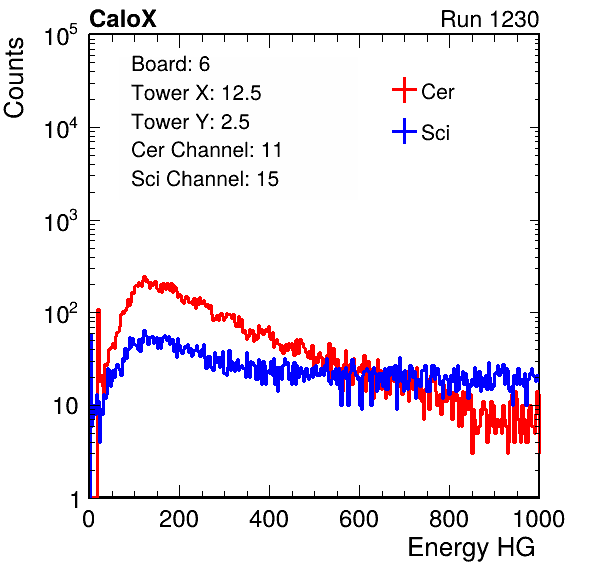 CaloX Run 1230
Counts
10^5
10^4
10^3
10^2
10
1
Board: 6
Tower X: 12.5
Tower Y: 2.5
Cer Channel: 11
Sci Channel: 15
Cer
Sci
0 200 400 600 800 1000
Energy HG